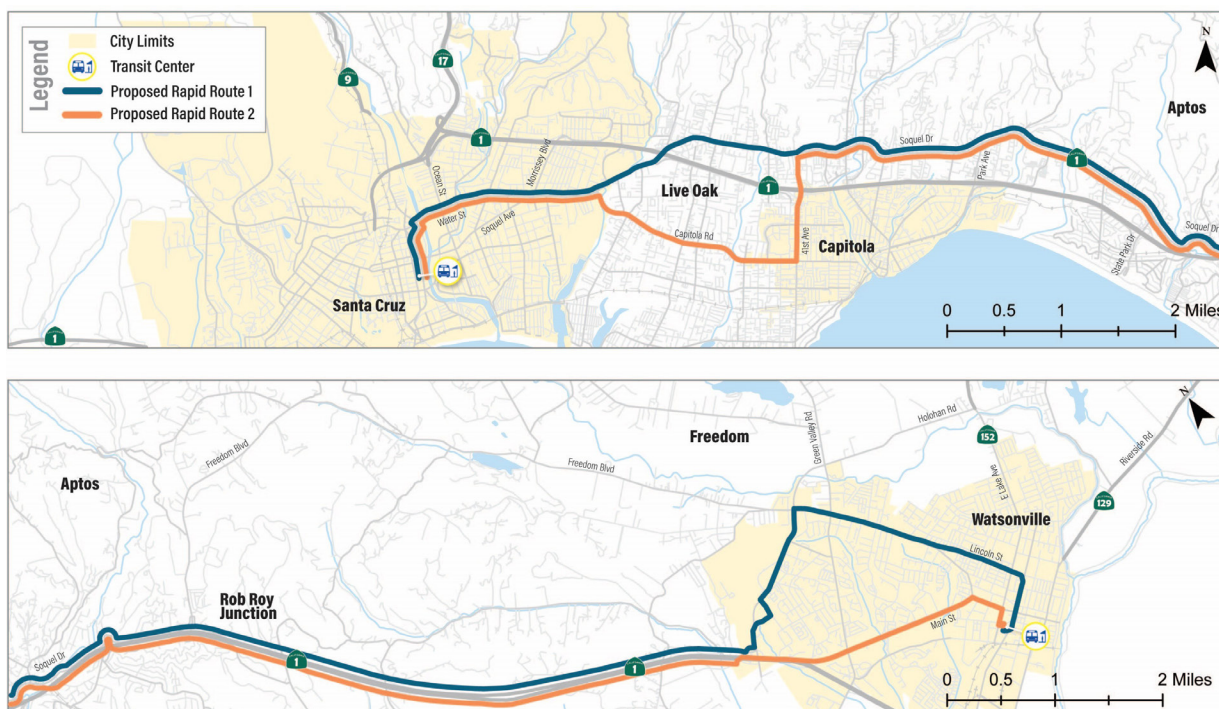 Legend
City Limits
Transit Center
Proposed Rapid Route 1
Proposed Rapid Route 2
9
17
1
Ocean St
Morrissey Blvd
Water St
Soquel Ave
Santa Cruz
1
Live Oak
1
Capitola Rd
41st Ave
Capitola
Soquel Dr
Park Ave
1
State Park Dr
Soquel Dr
Aptos
N
0 0.5 1 2 Miles
Aptos
Soquel Dr
Freedom Blvd
Rob Roy
Junction
1
Freedom Blvd
Freedom
Green Valley Rd
Holohan Rd
152
E Lake Ave
Riverside Rd
129
Watsonville
Lincoln St
Main St
1
N
0 0.5 1 2 Miles